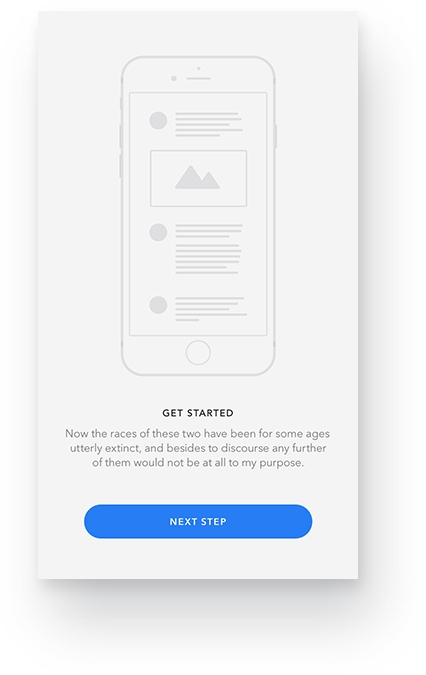 GET STARTED
Now the races of these two have been for some ages
utterly extinct, and besides to discourse any further
of them would not be at all to my purpose.
NEXT STEP